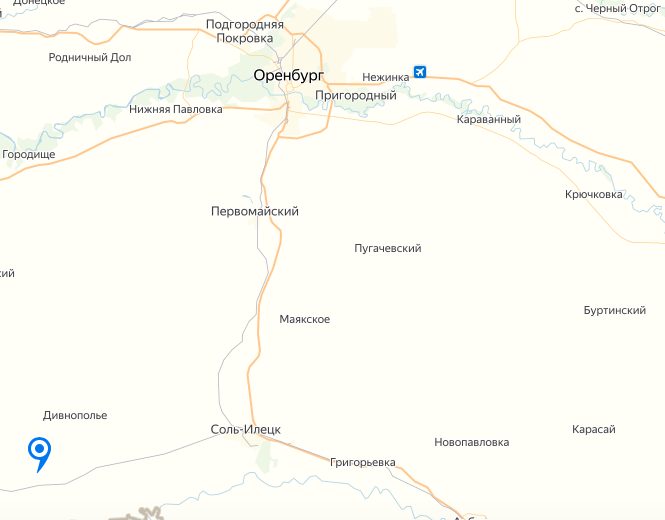 Донецкое
с. Черный Отрог
Подгородняя
Покровка
Родничный Дол
Оренбург
Нежинка
Пригородный
Нижняя Павловка
Караванный
Городище
Крючковка
Первомайский
Пугачевский
Буртинский
Маякское
Дивнополье
Соль-Илецк
Карасай
Новопавловка
Григорьевка